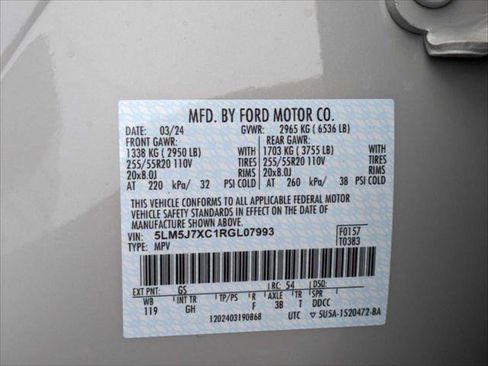 MFD. BY FORD MOTOR CO.
DATE: 03/24 GVWR: 2965 KG ( 6536 LB)
FRONT GAWR: REAR GAWR:
1338 KG ( 2950 LB) WITH 1703 KG ( 3755 LB) WITH
255/55R20 110V TIRES 255/55R20 110V TIRES
20x8.0J RIMS 20x8.0J RIMS
AT 220 kPa/ 32 PSI COLD AT 260 kPa/ 38 PSI COLD
THIS VEHICLE CONFORMS TO ALL APPLICABLE FEDERAL MOTOR
VEHICLE SAFETY AND THEFT PREVENTION STANDARDS IN EFFECT ON THE DATE OF
MANUFACTURE SHOWN ABOVE.
VIN: 5LM5J7XC1RGL07993 F0157
TYPE: MPV T0383
EXT PNT: GS RC: 54 DSO:
WB INT TR TP/PS R AXLE T SPR
119 GH F 3B T DDCC
1202403190868 UTC 5U5A-1520472-BA